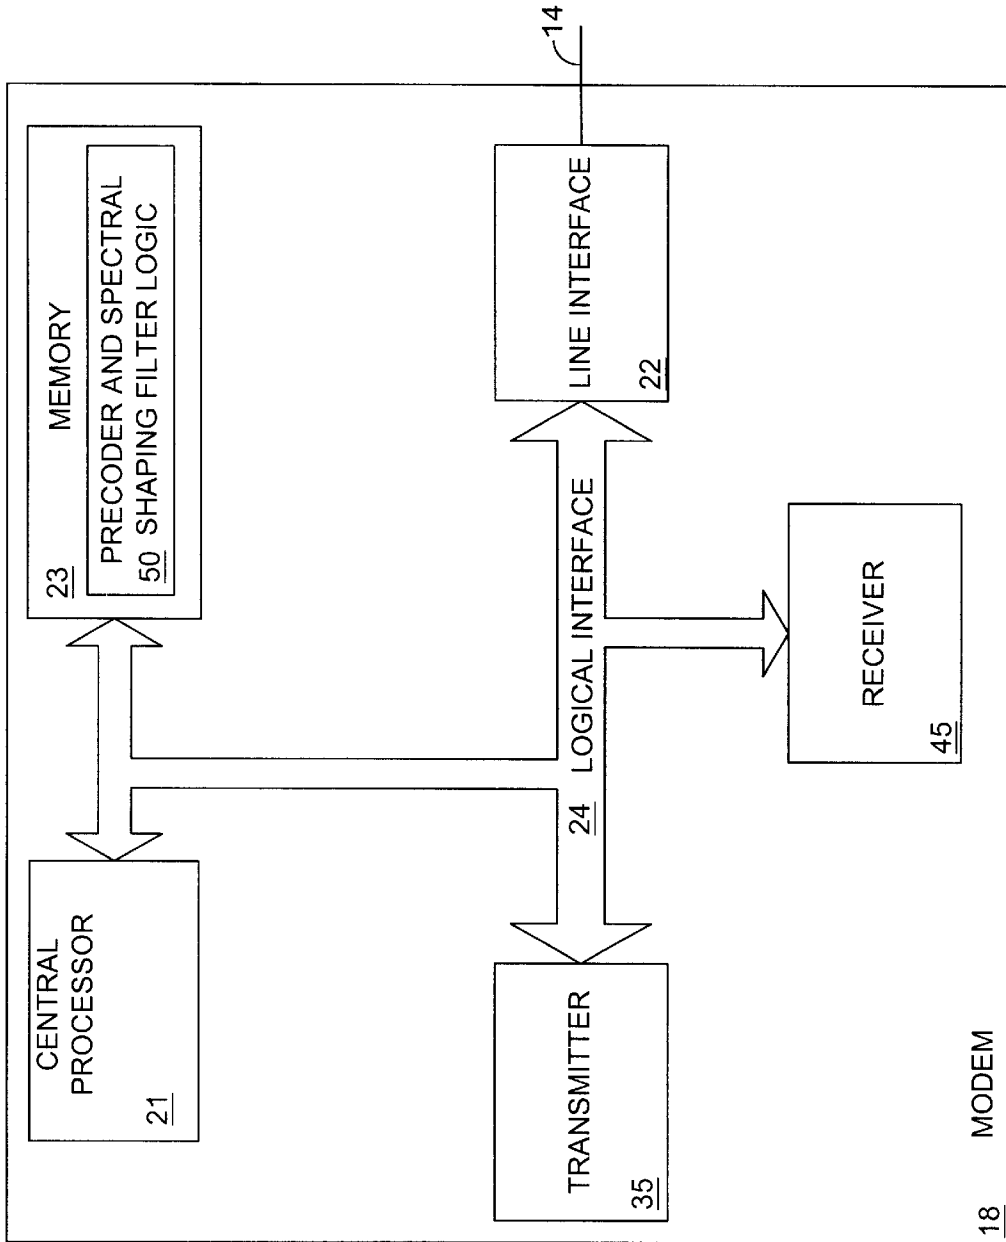 CENTRAL
PROCESSOR
21
MEMORY
23
PRECODER AND SPECTRAL
50 SHAPING FILTER LOGIC
24 LOGICAL INTERFACE
TRANSMITTER
35
LINE INTERFACE
22
14
RECEIVER
45
18
MODEM